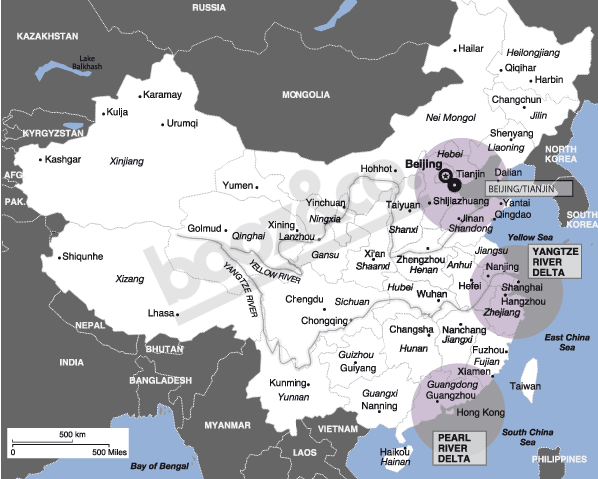 RUSSIA
KAZAKHSTAN
Lake
Balkhash
Hailar
Heilongjiang
Qiqihar
Harbin
Karamay
MONGOLIA
Changchun
Jilin
Kulja
Urumqi
Nei Mongol
Shenyang
Liaoning
KYRGYZSTAN
Kashgar
Xinjiang
Hebei
Beijing
NORTH
KOREA
AFG
Hohhot
Tianjin
Dalian
Yumen
BEIJING/TIANJIN
PAK.
Yinchuan
Ningxia
Taiyuan
Shijiazhuang
Yantai
Qingdao
SOUTH
KOREA
Jinan
Shandong
Golmud
Qinghai
Xining
Lanzhou
Shanxi
Yellow Sea
Shiqunhe
Gansu
Xi'an
Shaanxi
Zhengzhou
Henan
Jiangsu
Anhui
Nanjing
YANGTZE
RIVER
DELTA
YELLOW RIVER
YANGTZE RIVER
Xizang
Hubei
Hefei
Shanghai
Hangzhou
Zhejiang
Wuhan
Chengdu
Sichuan
Lhasa
Chongqing
NEPAL
Changsha
Hunan
Nanchang
Jiangxi
East China
Sea
BHUTAN
Guizhou
Guiyang
Fuzhou
Fujian
INDIA
Xiamen
BANGLADESH
Kunming
Yunnan
Guangxi
Nanning
Guangdong
Guangzhou
Taiwan
Hong Kong
MYANMAR
VIETNAM
South China
Sea
PEARL
RIVER
DELTA
500 km
0
500 Miles
LAOS
Haikou
Hainan
Bay of Bengal
PHILIPPINES